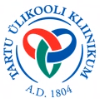 TARTU ÜLIKOOLI KLIINIKUM
A.D. 1804